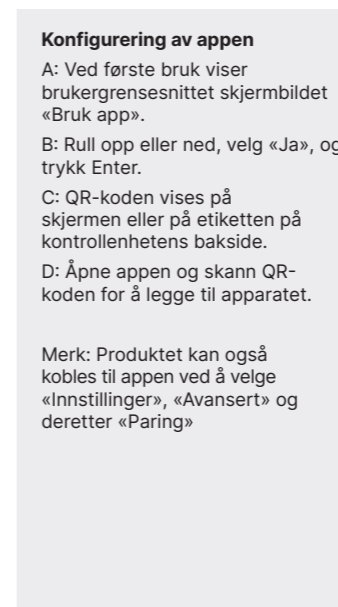 Konfigurering av appen
A: Ved første bruk viser
brukergrensesnittet skjermbildet
«Bruk app».
B: Rull opp eller ned, velg «Ja», og
trykk Enter.
C: QR-koden vises på
skjermen eller på etiketten på
kontrollenhetens bakside.
D: Åpne appen og skann QR-
koden for å legge til apparatet.
Merk: Produktet kan også
kobles til appen ved å velge
«Innstillinger», «Avansert» og
deretter «Paring»